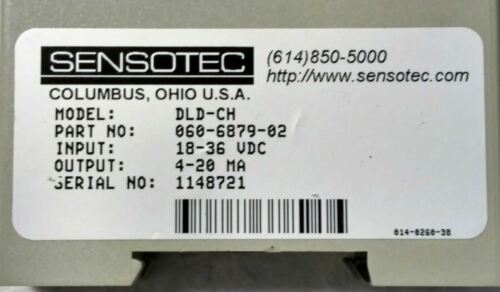 SENSOTEC
(614)850-5000
http://www.sensotec.com
COLUMBUS, OHIO U.S.A.
MODEL: DLD-CH
PART NO: 060-6879-02
INPUT: 18-36 VDC
OUTPUT: 4-20 MA
SERIAL NO: 1148721
014-0260-38